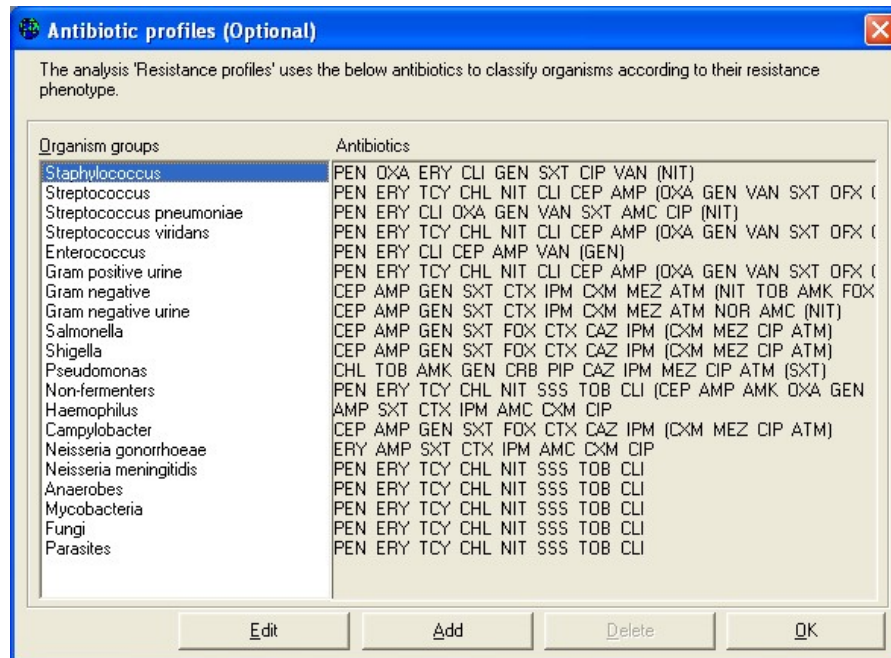 Antibiotic profiles (Optional)
The analysis 'Resistance profiles' uses the below antibiotics to classify organisms according to their resistance
phenotype.
Organism groups Antibiotics
Staphylococcus PEN OXA ERY CLI GEN SXT CIP VAN (NIT)
Streptococcus PEN ERY TCY CHL NIT CLI CEP AMP (OXA GEN VAN SXT OFX (
Streptococcus pneumoniae PEN ERY CLI OXA GEN VAN SXT AMC CIP (NIT)
Streptococcus viridans PEN ERY TCY CHL NIT CLI CEP AMP (OXA GEN VAN SXT OFX (
Enterococcus PEN ERY CLI CEP AMP VAN (GEN)
Gram positive urine PEN ERY TCY CHL NIT CLI CEP AMP (OXA GEN VAN SXT OFX (
Gram negative CEP AMP GEN SXT CTX IPM CXM MEZ ATM (NIT TOB AMK FOX
Gram negative urine CEP AMP GEN SXT CTX IPM CXM MEZ ATM NOR AMC (NIT)
Salmonella CEP AMP GEN SXT FOX CTX CAZ IPM (CXM MEZ CIP ATM)
Shigella CEP AMP GEN SXT FOX CTX CAZ IPM (CXM MEZ CIP ATM)
Pseudomonas CHL TOB AMK GEN CRB PIP CAZ IPM MEZ CIP ATM (SXT)
Non-fermenters PEN ERY TCY CHL NIT SSS TOB CLI (CEP AMP AMK OXA GEN
Haemophilus AMP SXT CTX IPM AMC CXM CIP
Campylobacter CEP AMP GEN SXT FOX CTX CAZ IPM (CXM MEZ CIP ATM)
Neisseria gonorrhoeae ERY AMP SXT CTX IPM AMC CXM CIP
Neisseria meningitidis PEN ERY TCY CHL NIT SSS TOB CLI
Anaerobes PEN ERY TCY CHL NIT SSS TOB CLI
Mycobacteria PEN ERY TCY CHL NIT SSS TOB CLI
Fungi PEN ERY TCY CHL NIT SSS TOB CLI
Parasites PEN ERY TCY CHL NIT SSS TOB CLI
Edit Add Delete OK